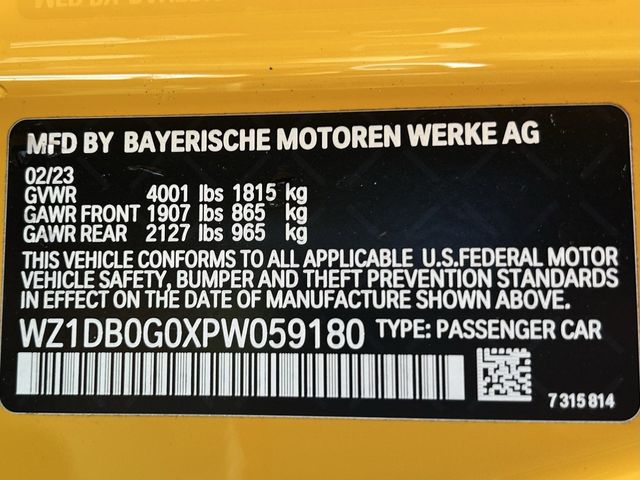 MFD BY BAYERISCHE MOTOREN WERKE AG
02/23
GVWR 4001 lbs 1815 kg
GAWR FRONT 1907 lbs 865 kg
GAWR REAR 2127 lbs 965 kg
THIS VEHICLE CONFORMS TO ALL APPLICABLE U.S.FEDERAL MOTOR
VEHICLE SAFETY, BUMPER AND THEFT PREVENTION STANDARDS
IN EFFECT ON THE DATE OF MANUFACTURE SHOWN ABOVE.
WZ1DB0G0XPW059180 TYPE: PASSENGER CAR
7 315 814